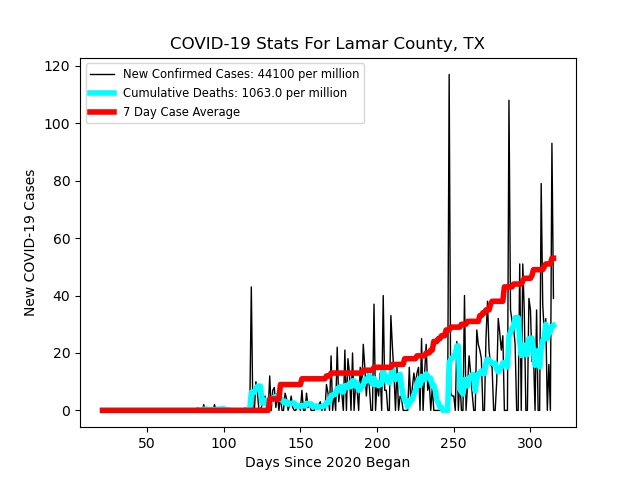 COVID-19 Stats For Lamar County, TX
New Confirmed Cases: 44100 per million
Cumulative Deaths: 1063.0 per million
7 Day Case Average
New COVID-19 Cases
120
100
80
60
40
20
0
50 100 150 200 250 300
Days Since 2020 Began